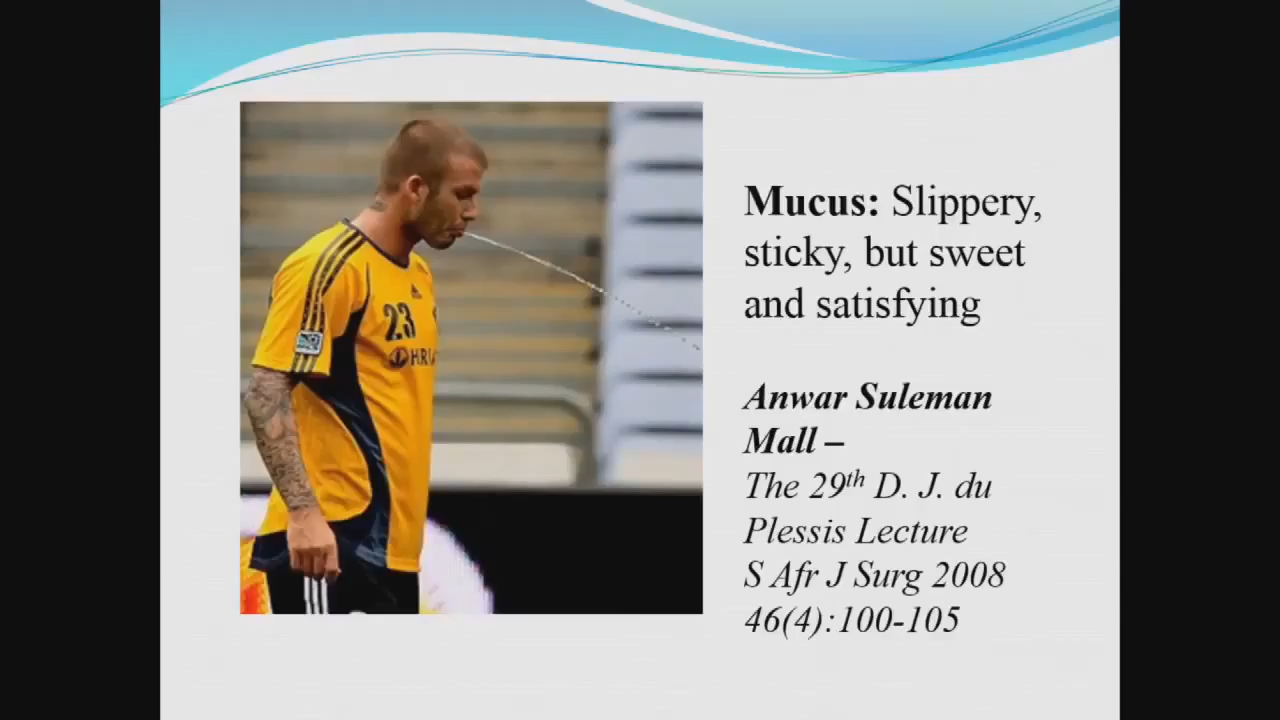 Mucus: Slippery,
sticky, but sweet
and satisfying
Anwar Suleman
Mall –
The 29th D. J. du
Plessis Lecture
S Afr J Surg 2008
46(4):100-105
23
HRI